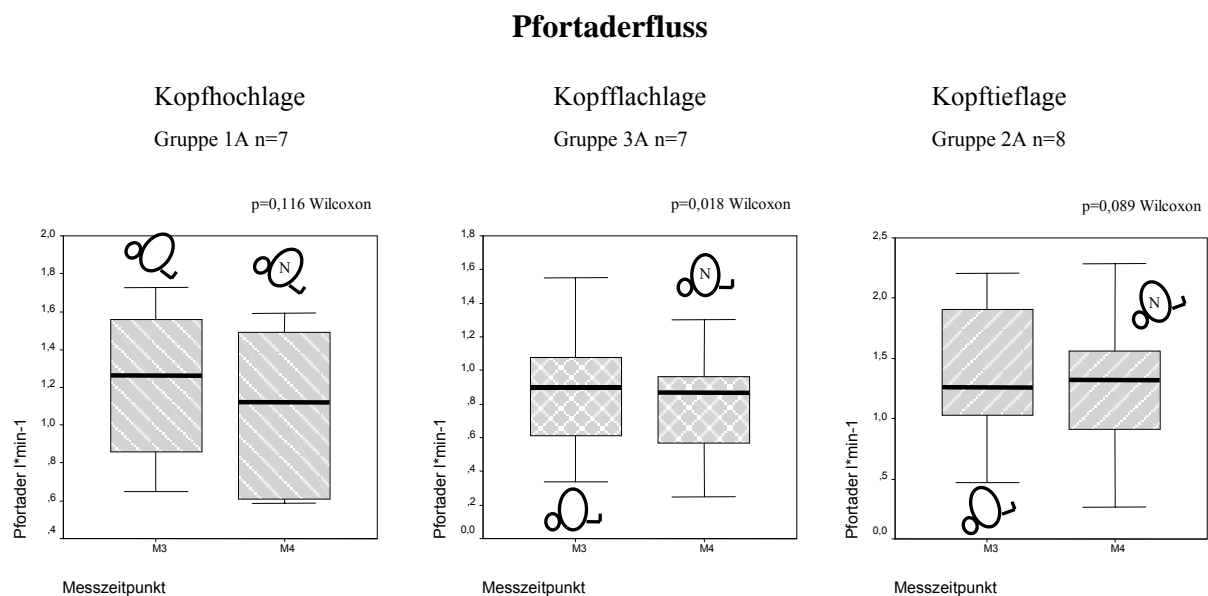 Pfortaderfluss
Kopfhochlage
Gruppe 1A n=7
p=0,116 Wilcoxon
2,0
1,8
1,6
1,4
1,2
1,0
,8
,6
,4
Pfortader l*min-1
N
M3
M4
Messzeitpunkt
Kopfflachlage
Gruppe 3A n=7
p=0,018 Wilcoxon
1,8
1,6
1,4
1,2
1,0
,8
,6
,4
,2
0,0
Pfortader l*min-1
N
M3
M4
Messzeitpunkt
Kopftieflage
Gruppe 2A n=8
p=0,089 Wilcoxon
2,5
2,0
1,5
1,0
,5
0,0
Pfortader l*min-1
N
M3
M4
Messzeitpunkt